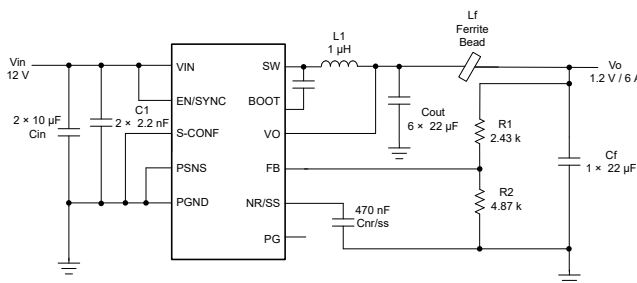 Lf
Ferrite
Bead
L1
1 µH
Vin
12 V
VIN
SW
Vo
1.2 V / 6 A
EN/SYNC
BOOT
C1
2 × 2.2 nF
2 × 10 µF
Cin
S-CONF
VO
Cout
6 × 22 µF
R1
2.43 k
PSNS
FB
Cf
1 × 22 µF
PGND
NR/SS
470 nF
Cnr/ss
R2
4.87 k
PG